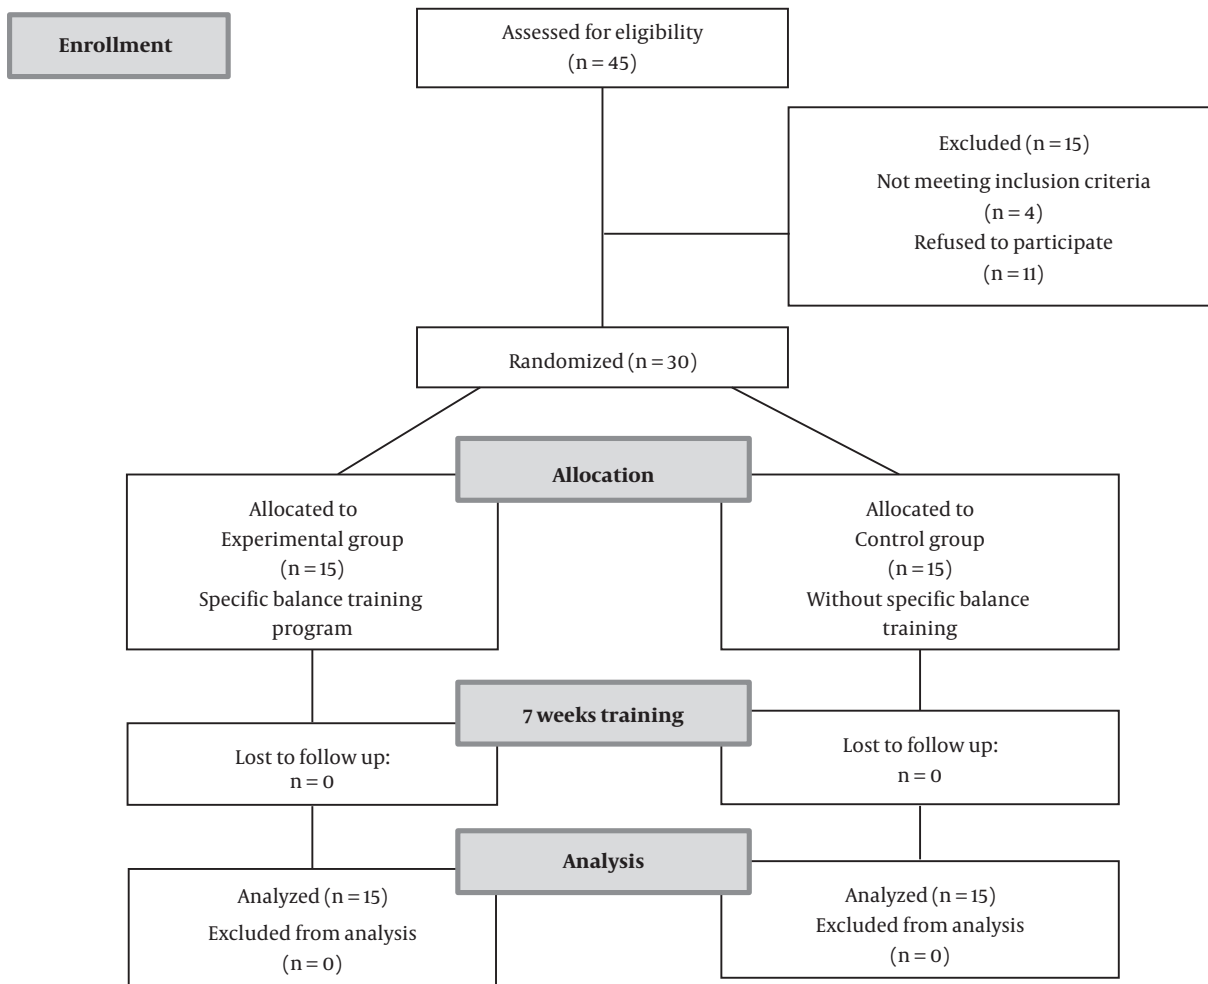 Enrollment
Assessed for eligibility
(n = 45)
Excluded (n = 15)
Not meeting inclusion criteria
(n = 4)
Refused to participate
(n = 11)
Randomized (n = 30)
Allocation
Allocated to
Experimental group
(n = 15)
Specific balance training
program
Allocated to
Control group
(n = 15)
Without specific balance
training
7 weeks training
Lost to follow up:
n = 0
Lost to follow up:
n = 0
Analysis
Analyzed (n = 15)
Excluded from analysis
(n = 0)
Analyzed (n = 15)
Excluded from analysis
(n = 0)